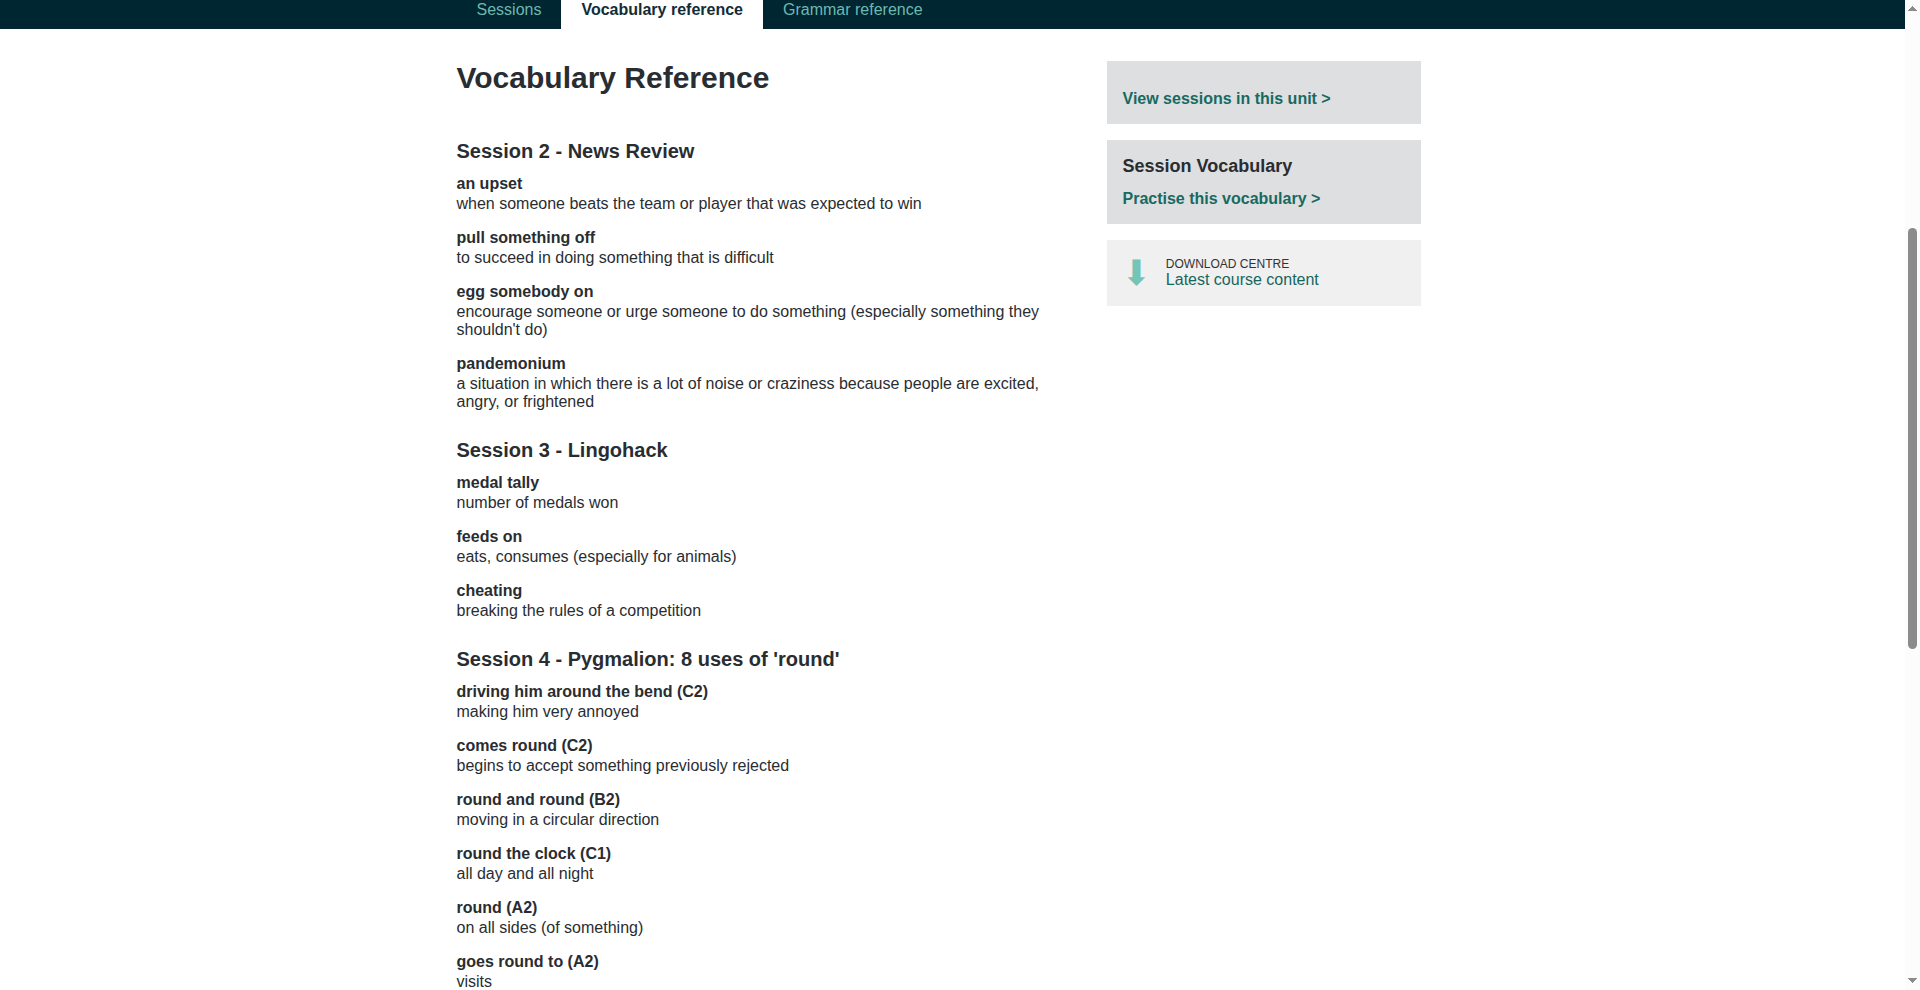 Sessions
Vocabulary reference
Grammar reference
Vocabulary Reference
Session 2 - News Review
an upset
when someone beats the team or player that was expected to win
pull something off
to succeed in doing something that is difficult
egg somebody on
encourage someone or urge someone to do something (especially something they
shouldn't do)
pandemonium
a situation in which there is a lot of noise or craziness because people are excited,
angry, or frightened
Session 3 - Lingohack
medal tally
number of medals won
feeds on
eats, consumes (especially for animals)
cheating
breaking the rules of a competition
Session 4 - Pygmalion: 8 uses of 'round'
driving him around the bend (C2)
making him very annoyed
comes round (C2)
begins to accept something previously rejected
round and round (B2)
moving in a circular direction
round the clock (C1)
all day and all night
round (A2)
on all sides (of something)
goes round to (A2)
visits
View sessions in this unit >
Session Vocabulary
Practise this vocabulary >
DOWNLOAD CENTRE
Latest course content